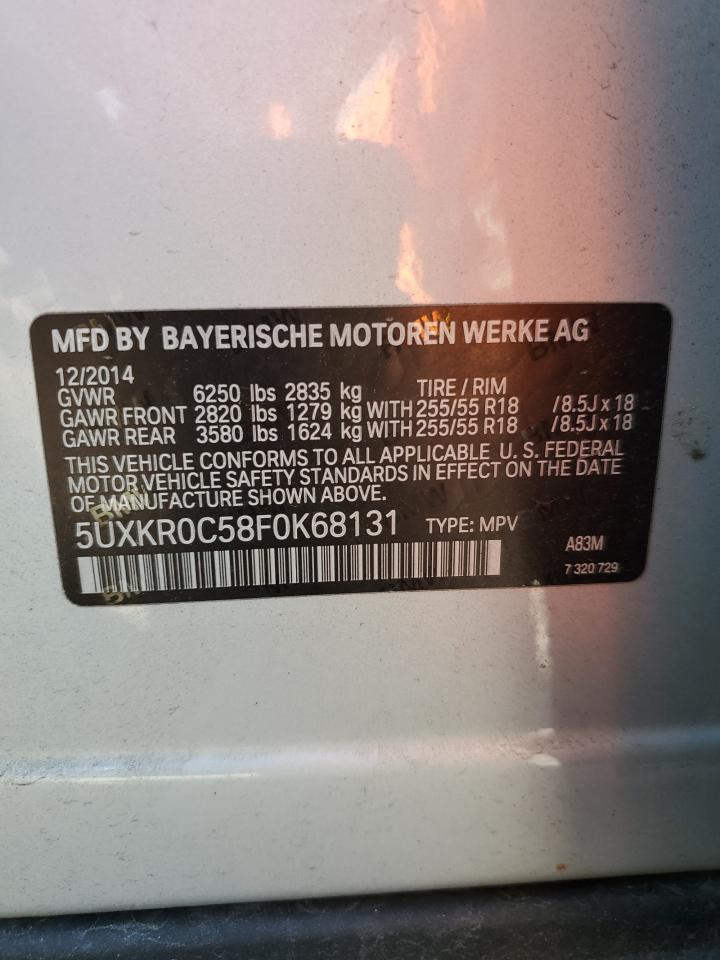 MFD BY BAYERISCHE MOTOREN WERKE AG
12/2014
GVWR 6250 lbs 2835 kg TIRE / RIM
GAWR FRONT 2820 lbs 1279 kg WITH 255/55 R18 /8.5J x 18
GAWR REAR 3580 lbs 1624 kg WITH 255/55 R18 /8.5J x 18
THIS VEHICLE CONFORMS TO ALL APPLICABLE U. S. FEDERAL
MOTOR VEHICLE SAFETY STANDARDS IN EFFECT ON THE DATE
OF MANUFACTURE SHOWN ABOVE.
5UXKR0C58F0K68131 TYPE: MPV
A83M
7 320 729